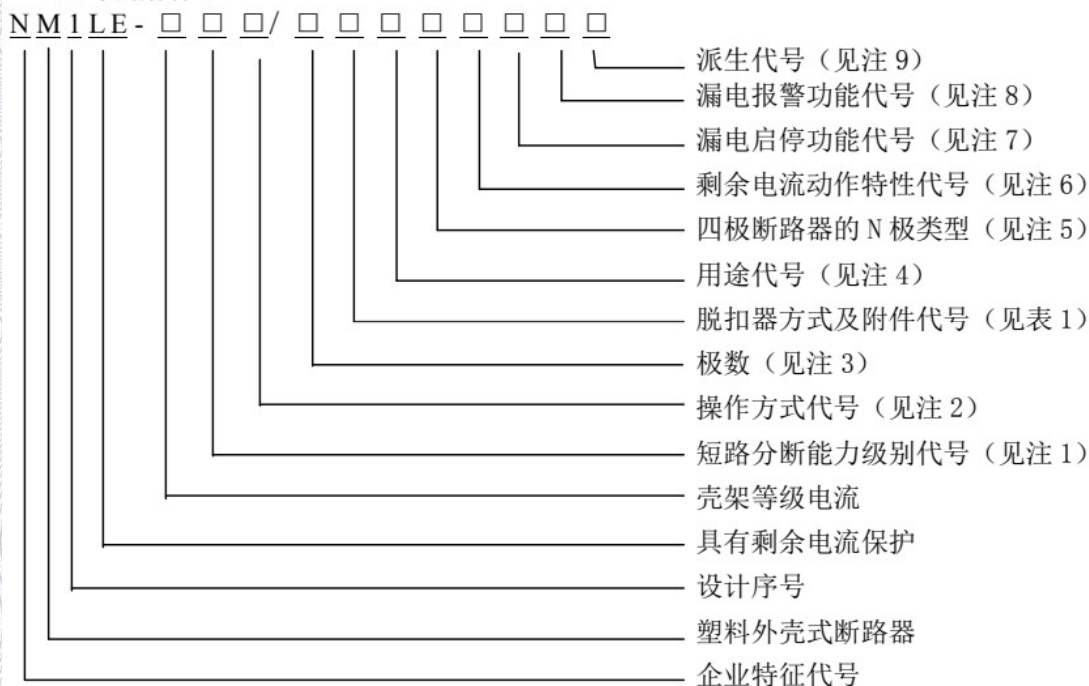 NM1LE-□□□/□□□□□□□□
派生代号（见注9）
漏电报警功能代号（见注8）
漏电启停功能代号（见注7）
剩余电流动作特性代号（见注6）
四极断路器的N极类型（见注5）
用途代号（见注4）
脱扣器方式及附件代号（见表1）
极数（见注3）
操作方式代号（见注2）
短路分断能力级别代号（见注1）
壳架等级电流
具有剩余电流保护
设计序号
塑料外壳式断路器
企业特征代号